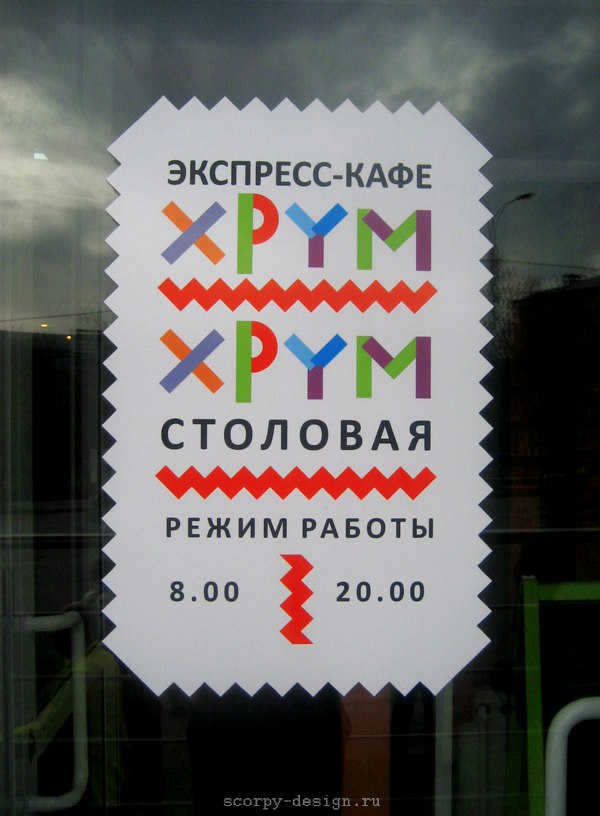 ЭКСПРЕСС-КАФЕ
ХРУМ
ХРУМ
СТОЛОВАЯ
РЕЖИМ РАБОТЫ
8.00 20.00
scorpy-design.ru